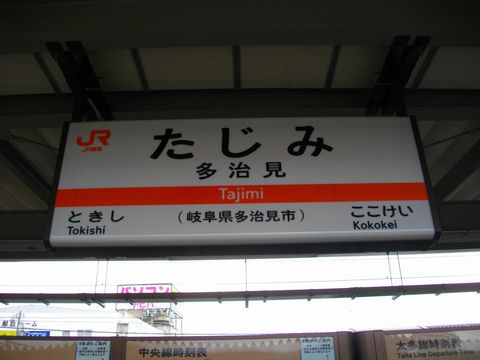 JR
JR東海
たじみ
多治見
Tajimi
ときし
Tokishi
(岐阜県多治見市)
ここけい
Kokokei
パソコン
中央線時刻表
太多線時刻表
Taita Line Departure Time